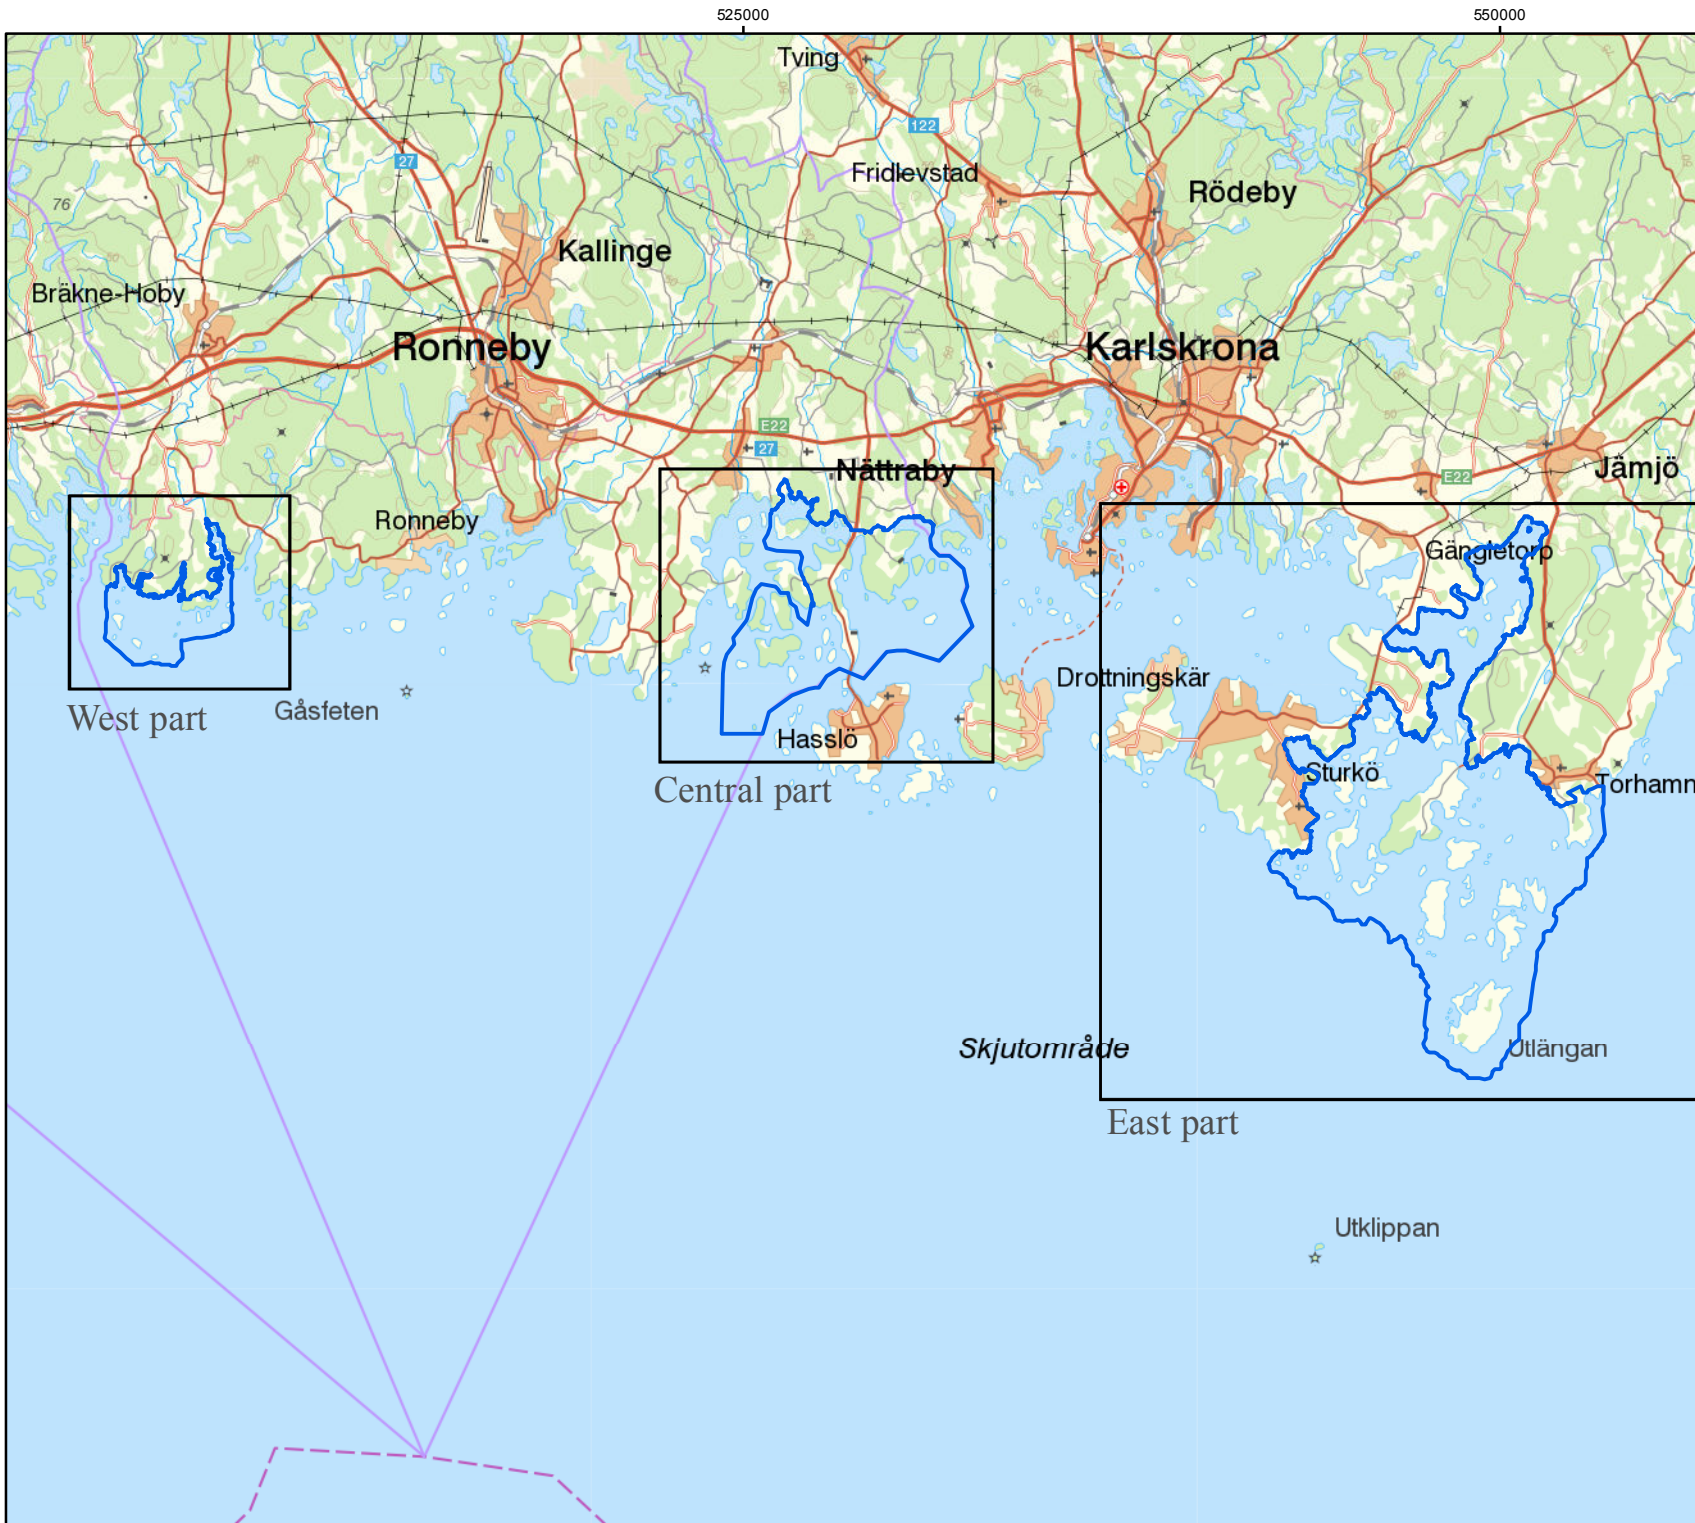 525000
550000
Tving
122
27
Fridlevstad
Rödeby
76
Kallinge
Bräkne-Hoby
Ronneby
Karlskrona
E22
27
Nättraby
Jämjö
E22
Ronneby
Gängletorp
Drottningskär
West part
Gåsfeten
Hasslö
Sturkö
Torhamn
Central part
Skjutområde
Utlängan
East part
Utklippan